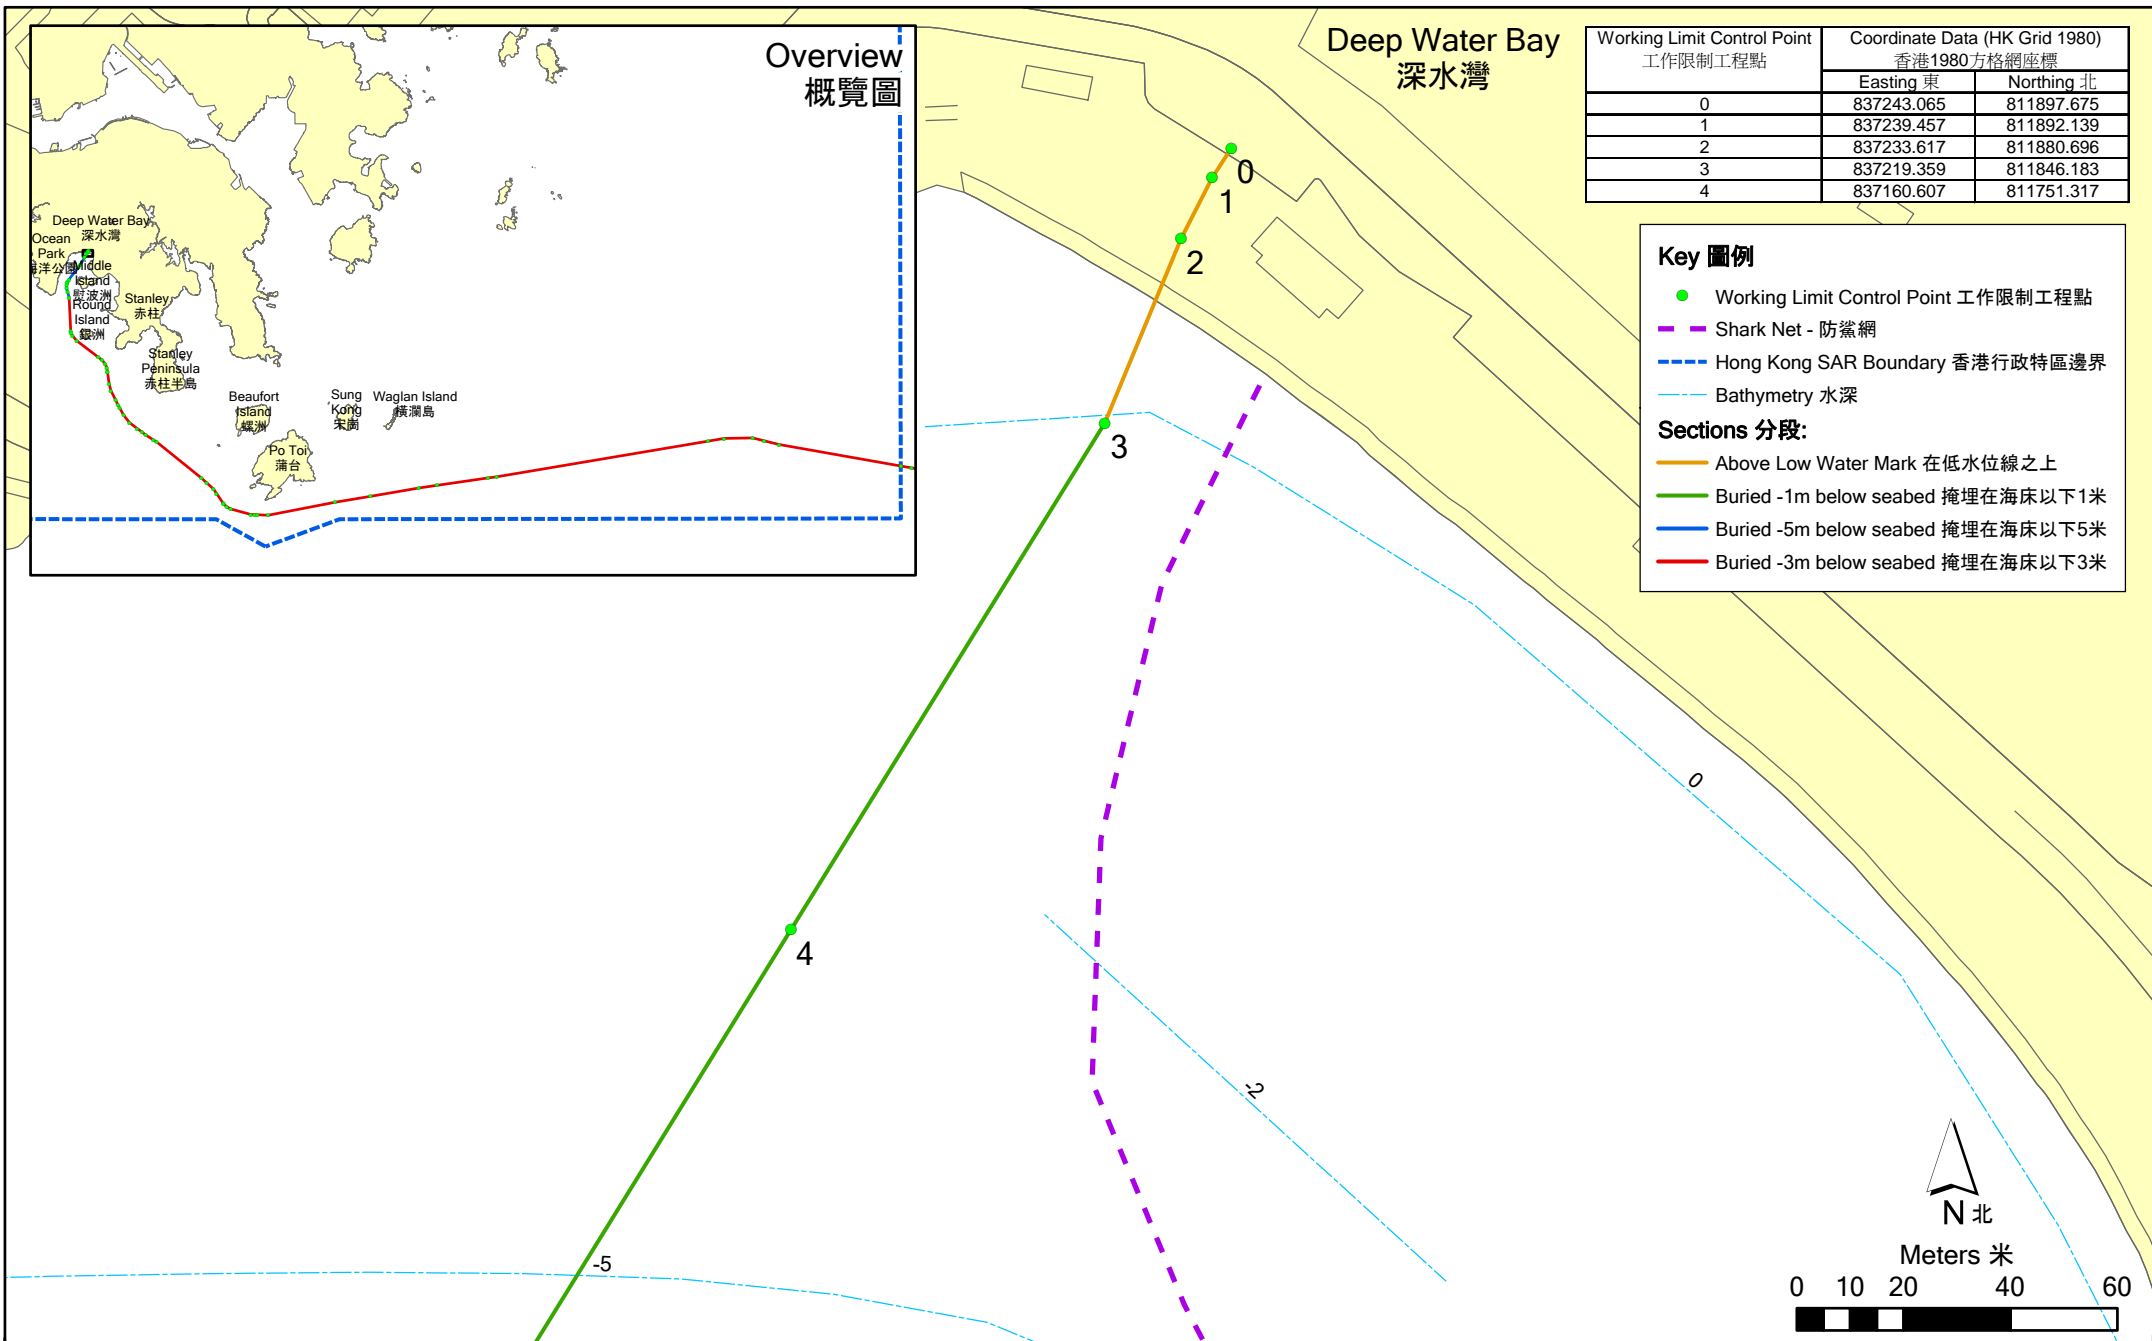 Overview
概覽圖
Deep Water Bay
深水灣
Ocean
Park
海洋公園
Middle
Island
熨波洲
Round
Island
銀洲
Stanley
赤柱
Stanley
Peninsula
赤柱半島
Beaufort
Island
螺洲
Sung
Kong
宋崗
Waglan Island
橫瀾島
Po Toi
蒲台
Deep Water Bay
深水灣
Working Limit Control Point
工作限制工程點
Coordinate Data (HK Grid 1980)
香港1980方格網座標
Easting 東 Northing 北
0 837243.065 811897.675
1 837239.457 811892.139
2 837233.617 811880.696
3 837219.359 811846.183
4 837160.607 811751.317
Key 圖例
Working Limit Control Point 工作限制工程點
Shark Net - 防鯊網
Hong Kong SAR Boundary 香港行政特區邊界
Bathymetry 水深
Sections 分段:
Above Low Water Mark 在低水位線之上
Buried -1m below seabed 掩埋在海床以下1米
Buried -5m below seabed 掩埋在海床以下5米
Buried -3m below seabed 掩埋在海床以下3米
0
1
2
3
4
0
-2
-5
N 北
Meters 米
0 10 20 40 60